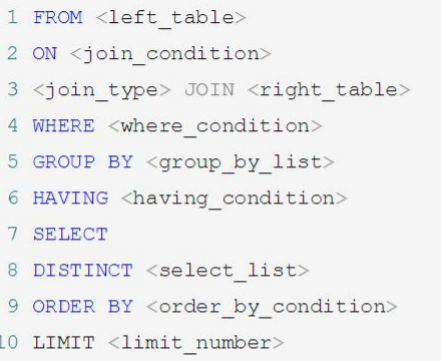 1 FROM <left_table>
2 ON <join_condition>
3 <join_type> JOIN <right_table>
4 WHERE <where_condition>
5 GROUP BY <group_by_list>
6 HAVING <having_condition>
7 SELECT
8 DISTINCT <select_list>
9 ORDER BY <order_by_condition>
10 LIMIT <limit_number>